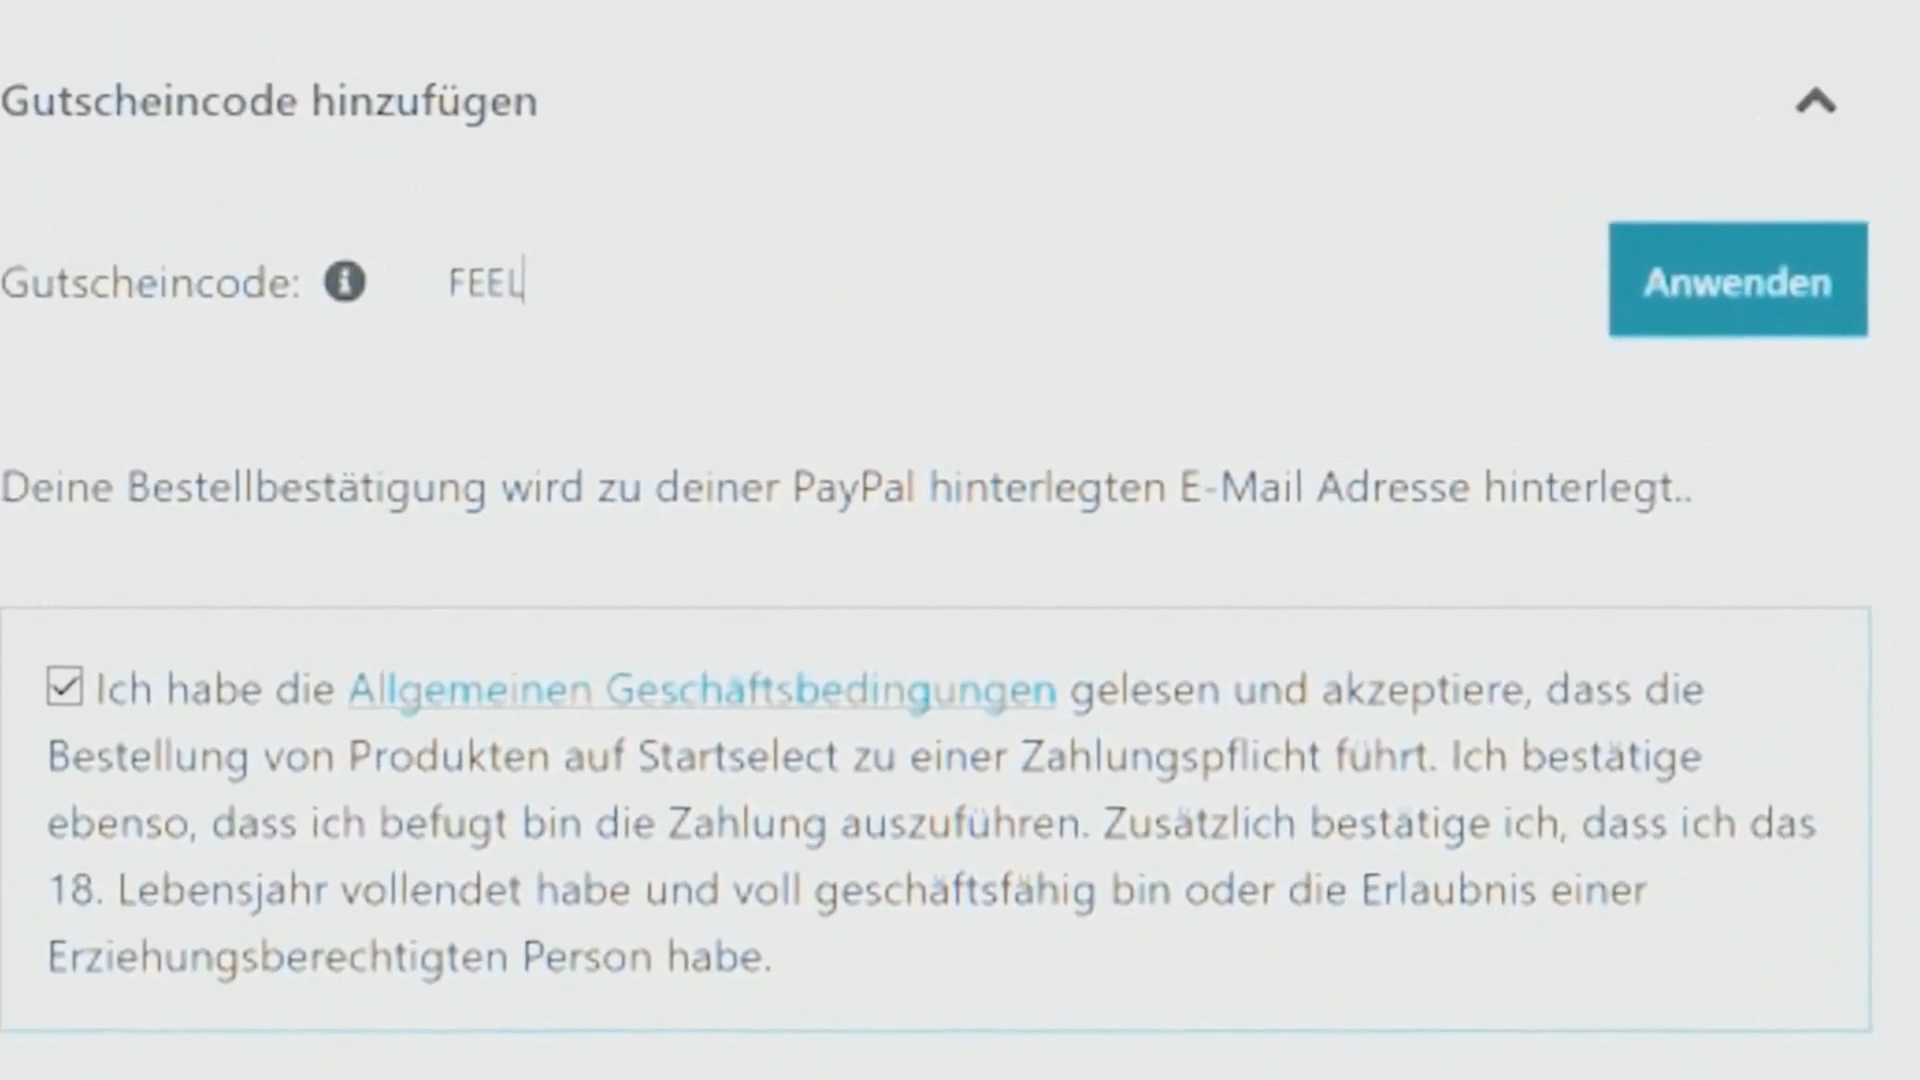 Gutscheincode hinzufügen
Gutscheincode: FEEL
Anwenden
Deine Bestellbestätigung wird zu deiner PayPal hinterlegten E-Mail Adresse hinterlegt..
Ich habe die Allgemeinen Geschäftsbedingungen gelesen und akzeptiere, dass die
Bestellung von Produkten auf Startselect zu einer Zahlungspflicht führt. Ich bestätige
ebenso, dass ich befugt bin die Zahlung auszuführen. Zusätzlich bestätige ich, dass ich das
18. Lebensjahr vollendet habe und voll geschäftsfähig bin oder die Erlaubnis einer
Erziehungsberechtigten Person habe.